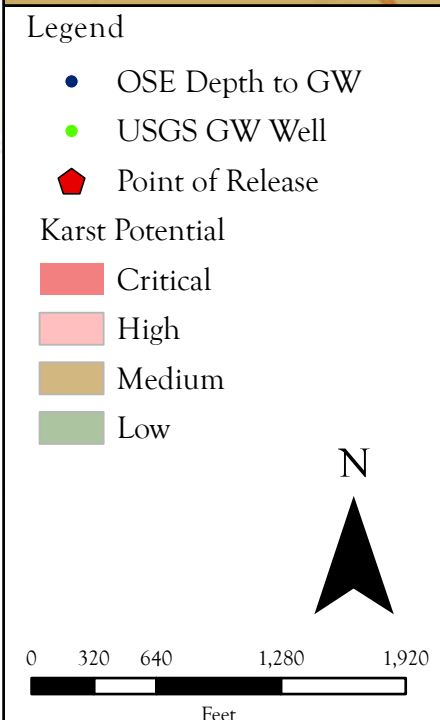 Legend
OSE Depth to GW
USGS GW Well
Point of Release
Karst Potential
Critical
High
Medium
Low
N
0 320 640 1,280 1,920
Feet